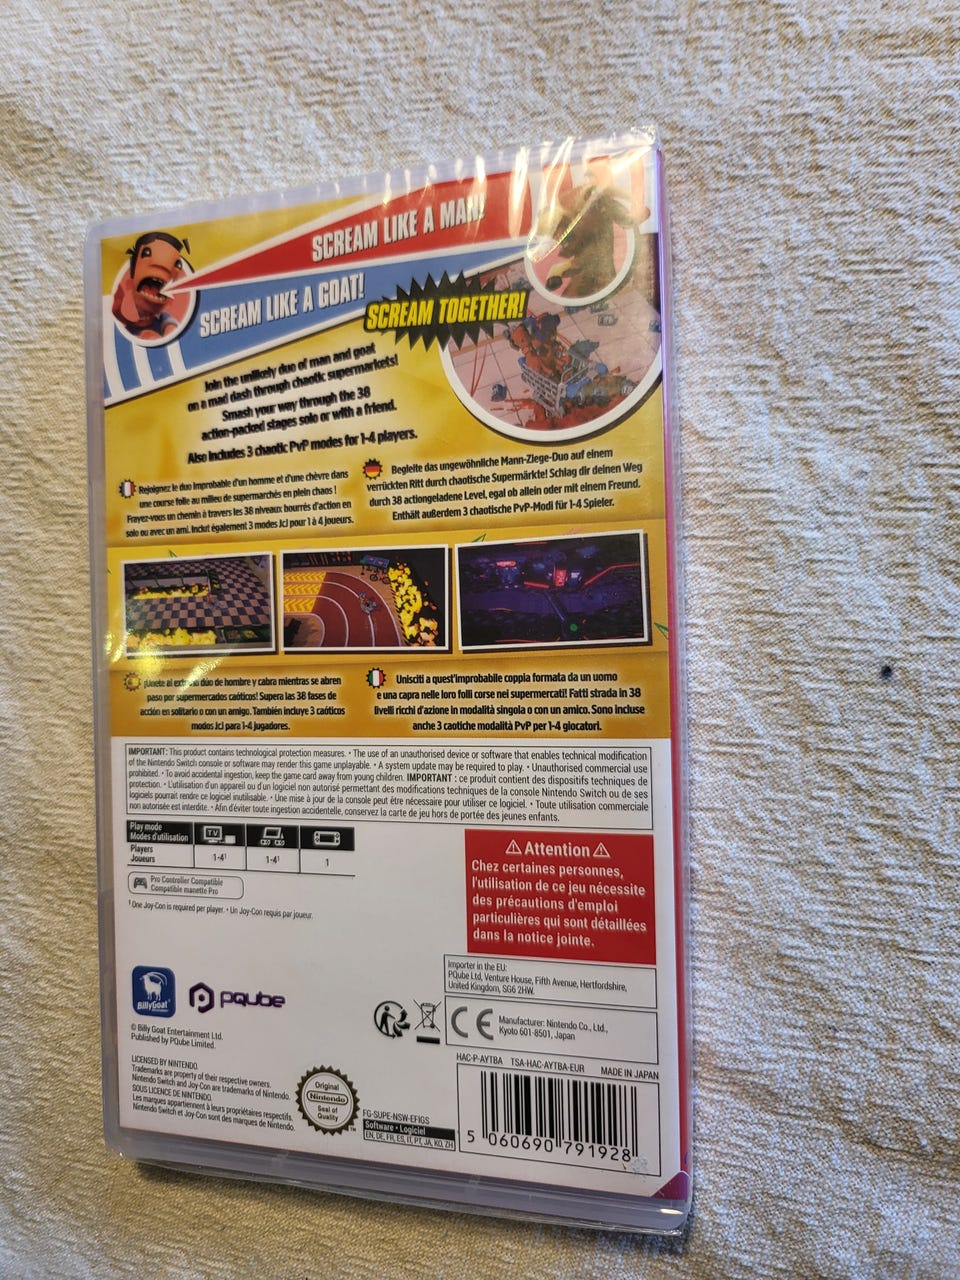 SCREAM LIKE A MAN!
SCREAM LIKE A GOAT!
SCREAM TOGETHER!
Join the unlikely duo of man and goat
on a mad dash through chaotic supermarkets!
Smash your way through the 38
action-packed stages solo or with a friend.
Also includes 3 chaotic PvP modes for 1-4 players.
Rejoignez le duo improbable d'un homme et d'une chèvre dans
une course folle au milieu de supermarchés en plein chaos !
Frayez-vous un chemin à travers les 38 niveaux bourrés d'action en
solo ou avec un ami. Inclut également 3 modes JcJ pour 1 à 4 joueurs.
Begleite das ungewöhnliche Mann-Ziege-Duo auf einem
verrückten Ritt durch chaotische Supermärkte! Schlag dir deinen Weg
durch 38 actiongeladene Level, egal ob allein oder mit einem Freund.
Enthält außerdem 3 chaotische PvP-Modi für 1-4 Spieler.
¡Únete al dúo de hombre y cabra mientras se abren
paso por supermercados caóticos! Supera las 38 fases de
acción en solitario o con un amigo. También incluye 3 caóticos
modos JcJ para 1-4 jugadores.
Unisciti a quest'improbabile coppia formata da un uomo
e una capra nelle loro folli corse nei supermercati! Fatti strada in 38
livelli ricchi d'azione in modalità singola o con un amico. Sono incluse
anche 3 caotiche modalità PvP per 1-4 giocatori.
IMPORTANT: This product contains technological protection measures. • The use of an unauthorised device or software that enables technical modification
of the Nintendo Switch console or software may render this game unplayable. • A system update may be required to play. • Unauthorised commercial use
prohibited. • To avoid accidental ingestion, keep the game card away from young children. IMPORTANT : ce produit contient des dispositifs techniques de
protection. • L'utilisation d'un appareil ou d'un logiciel non autorisé permettant des modifications techniques de la console Nintendo Switch ou de ses
logiciels pourrait rendre ce logiciel inutilisable. • Une mise à jour de la console peut être nécessaire pour utiliser ce logiciel. • Toute utilisation commerciale
non autorisée est interdite. • Afin d'éviter toute ingestion accidentelle, conservez la carte de jeu hors de portée des jeunes enfants.
Play mode
Modes d'utilisation
TV
Players
Joueurs
1-4¹
1-4¹
1
Pro Controller Compatible
Compatible manette Pro
¹ One Joy-Con is required per player. • Un Joy-Con requis par joueur.
Attention
Chez certaines personnes,
l'utilisation de ce jeu nécessite
des précautions d'emploi
particulières qui sont détaillées
dans la notice jointe.
Importer in the EU:
PQube Ltd, Venture House, Fifth Avenue, Hertfordshire,
United Kingdom, SG6 2HW.
BillyGoat
PQube
CE
Manufacturer: Nintendo Co., Ltd.,
Kyoto 601-8501, Japan
© Billy Goat Entertainment Ltd.
Published by PQube Limited.
LICENSED BY NINTENDO.
Trademarks are property of their respective owners.
Nintendo Switch and Joy-Con are trademarks of Nintendo.
SOUS LICENCE DE NINTENDO.
Les marques appartiennent à leurs propriétaires respectifs.
Nintendo Switch et Joy-Con sont des marques de Nintendo.
Original
Nintendo
Seal of
Quality
TM
FG-SUPE-NSW-EFIGS
Software • Logiciel
EN, DE, FR, ES, IT, PT, JA, KO, ZH
HAC-P-AYTBA TSA-HAC-AYTBA-EUR MADE IN JAPAN
5 060690 791928